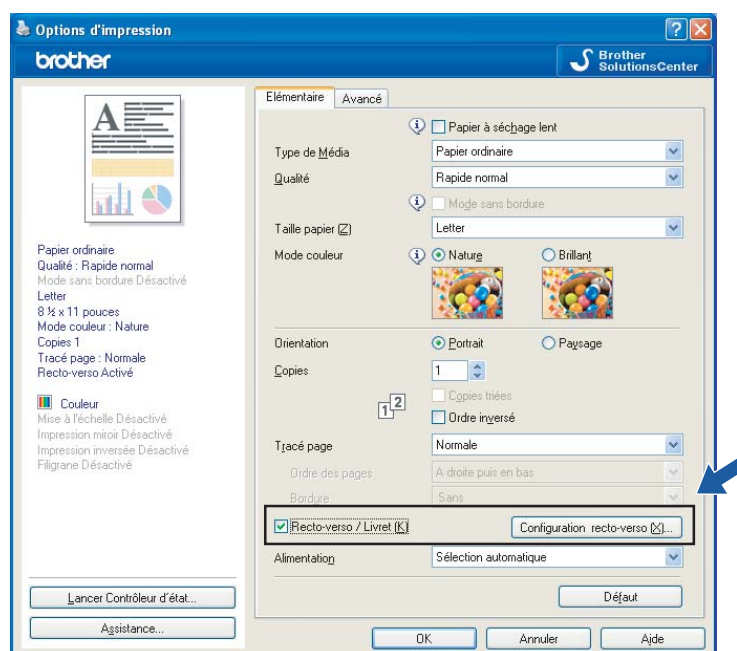 Options d'impression
brother
Brother
SolutionsCenter
A
Papier ordinaire
Qualité : Rapide normal
Mode sans bordure Désactivé
Letter
8 ½ x 11 pouces
Mode couleur : Nature
Copies 1
Tracé page : Normale
Recto-verso Activé
Couleur
Mise à l'échelle Désactivé
Impression miroir Désactivé
Impression inversée Désactivé
Filigrane Désactivé
Lancer Contrôleur d'état...
Assistance...
Elémentaire Avancé
Papier à séchage lent
Type de Média Papier ordinaire
Qualité Rapide normal
Mode sans bordure
Taille papier (Z) Letter
Mode couleur Nature Brillant
Orientation Portrait Paysage
Copies 1
Copies triées
1 2 Ordre inversé
Tracé page Normale
Ordre des pages A droite puis en bas
Bordure Sans
Recto-verso / Livret (K) Configuration recto-verso (X)...
Alimentation Sélection automatique
Défaut
OK Annuler Aide